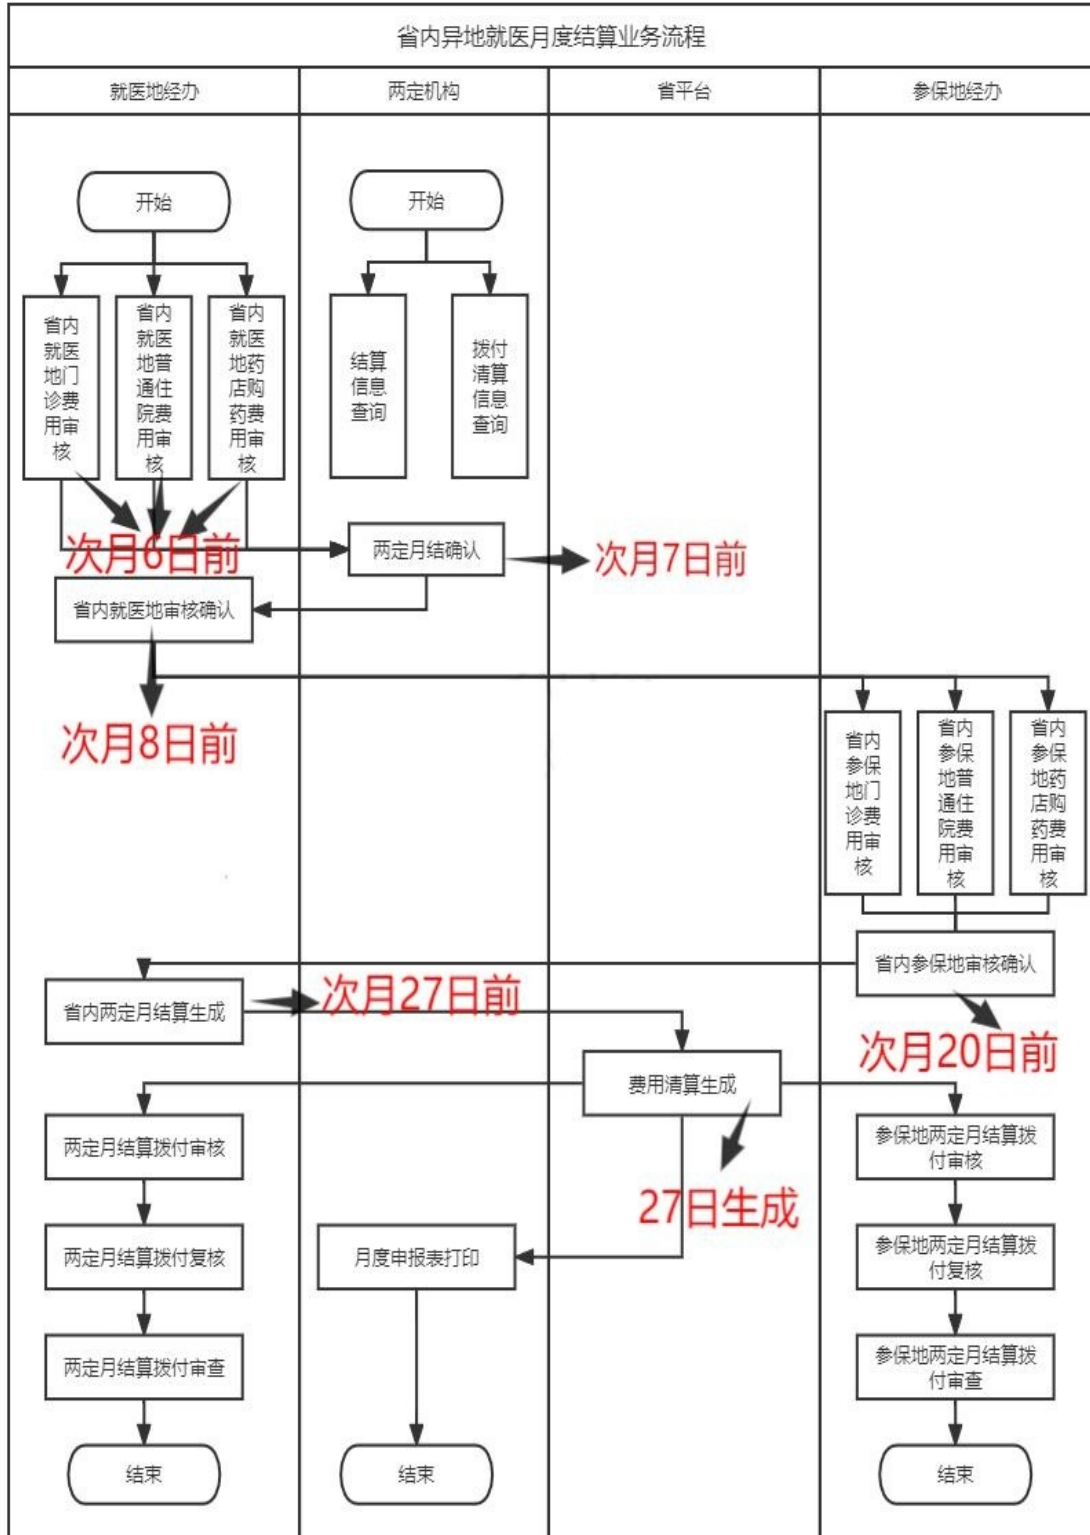 省内异地就医月度结算业务流程
就医地经办
两定机构
省平台
参保地经办
开始
开始
省内
就医
地门
诊费
用审
核
省内
就医
地普
通住
院费
用审
核
省内
就医
地药
店购
药费
用审
核
结算
信息
查询
拨付
清算
信息
查询
次月6日前
两定月结确认
次月7日前
省内就医地审核确认
次月8日前
省内
参保
地门
诊费
用审
核
省内
参保
地普
通住
院费
用审
核
省内
参保
地药
店购
药费
用审
核
省内参保地审核确认
次月20日前
省内两定月结算生成
次月27日前
费用清算生成
27日生成
两定月结算拨付审核
参保地两定月结算拨
付审核
两定月结算拨付复核
月度申报表打印
参保地两定月结算拨
付复核
两定月结算拨付审查
参保地两定月结算拨
付审查
结束
结束
结束